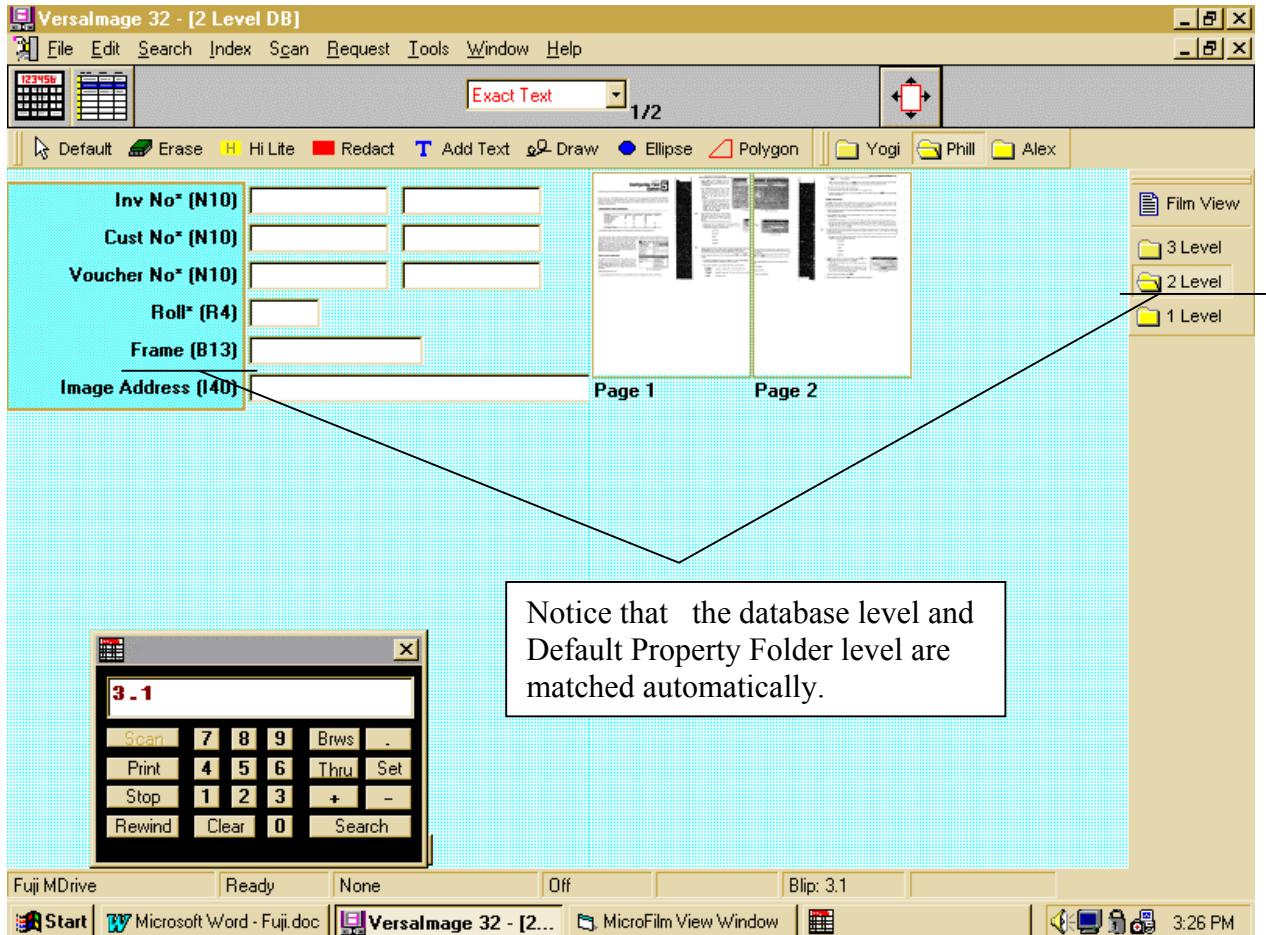 VersaImage 32 - [2 Level DB]
File Edit Search Index Scan Request Tools Window Help
123456
Exact Text
1/2
Default Erase H Hi Lite Redact T Add Text Draw Ellipse Polygon Yogi Phill Alex
Inv No* (N10)
Cust No* (N10)
Voucher No* (N10)
Roll* (R4)
Frame (B13)
Image Address (I40)
Page 1 Page 2
Film View
3 Level
2 Level
1 Level
Notice that the database level and
Default Property Folder level are
matched automatically.
3.1
Scan 7 8 9 Brws .
Print 4 5 6 Thru Set
Stop 1 2 3 + -
Rewind Clear 0 Search
Fuji MDrive Ready None Off Blip: 3.1
Start Microsoft Word - Fuji.doc VersaImage 32 - [2... MicroFilm View Window 3:26 PM